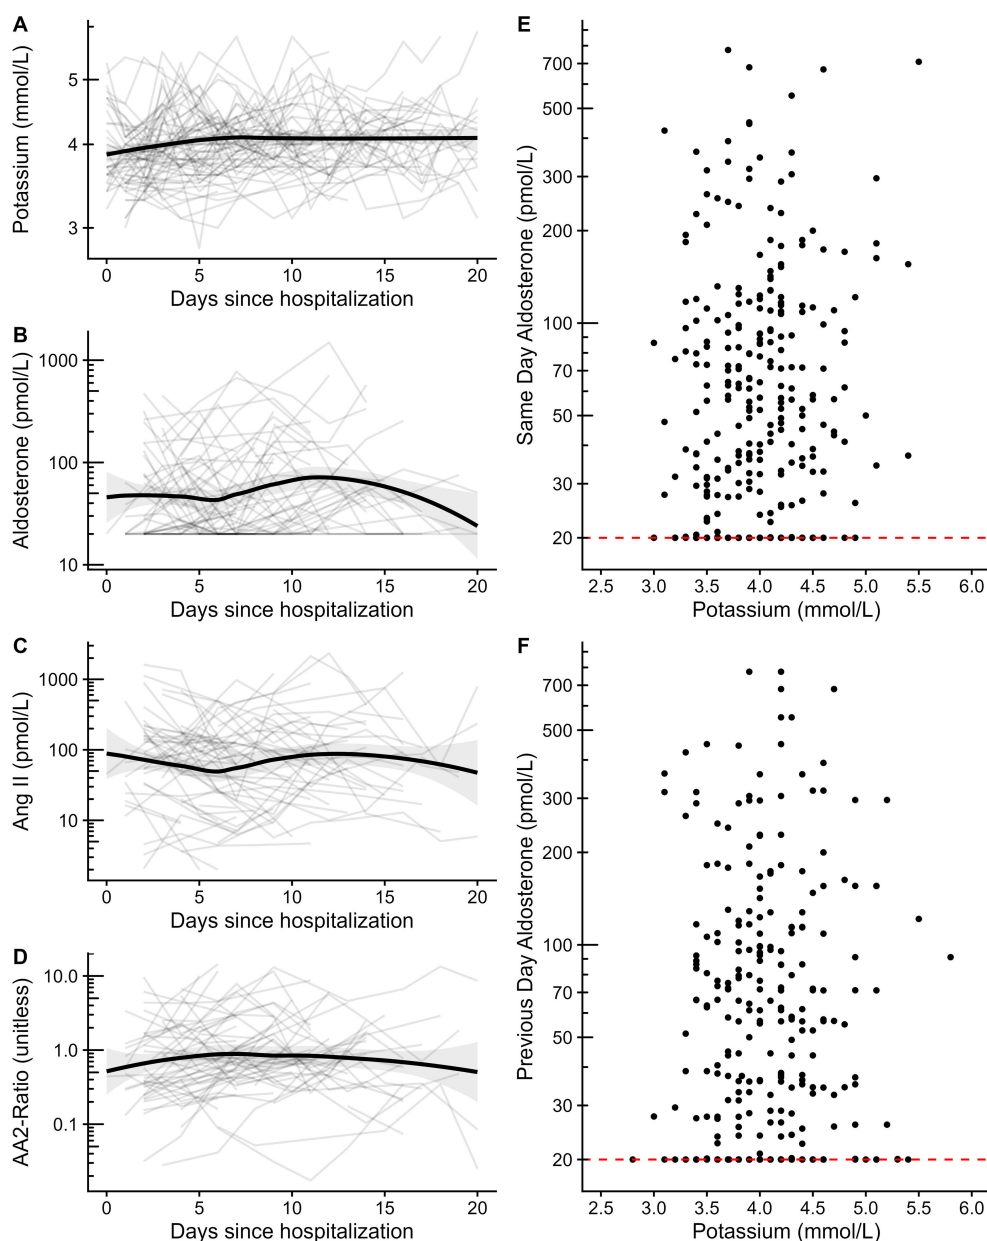 A
Potassium (mmol/L)
5
4
3
0 5 10 15 20
Days since hospitalization
B
Aldosterone (pmol/L)
1000
100
10
0 5 10 15 20
Days since hospitalization
C
Ang II (pmol/L)
1000
100
10
0 5 10 15 20
Days since hospitalization
D
AA2-Ratio (unitless)
10.0
1.0
0.1
0 5 10 15 20
Days since hospitalization
E
Same Day Aldosterone (pmol/L)
700
500
300
200
100
70
50
30
20
2.5 3.0 3.5 4.0 4.5 5.0 5.5 6.0
Potassium (mmol/L)
F
Previous Day Aldosterone (pmol/L)
700
500
300
200
100
70
50
30
20
2.5 3.0 3.5 4.0 4.5 5.0 5.5 6.0
Potassium (mmol/L)